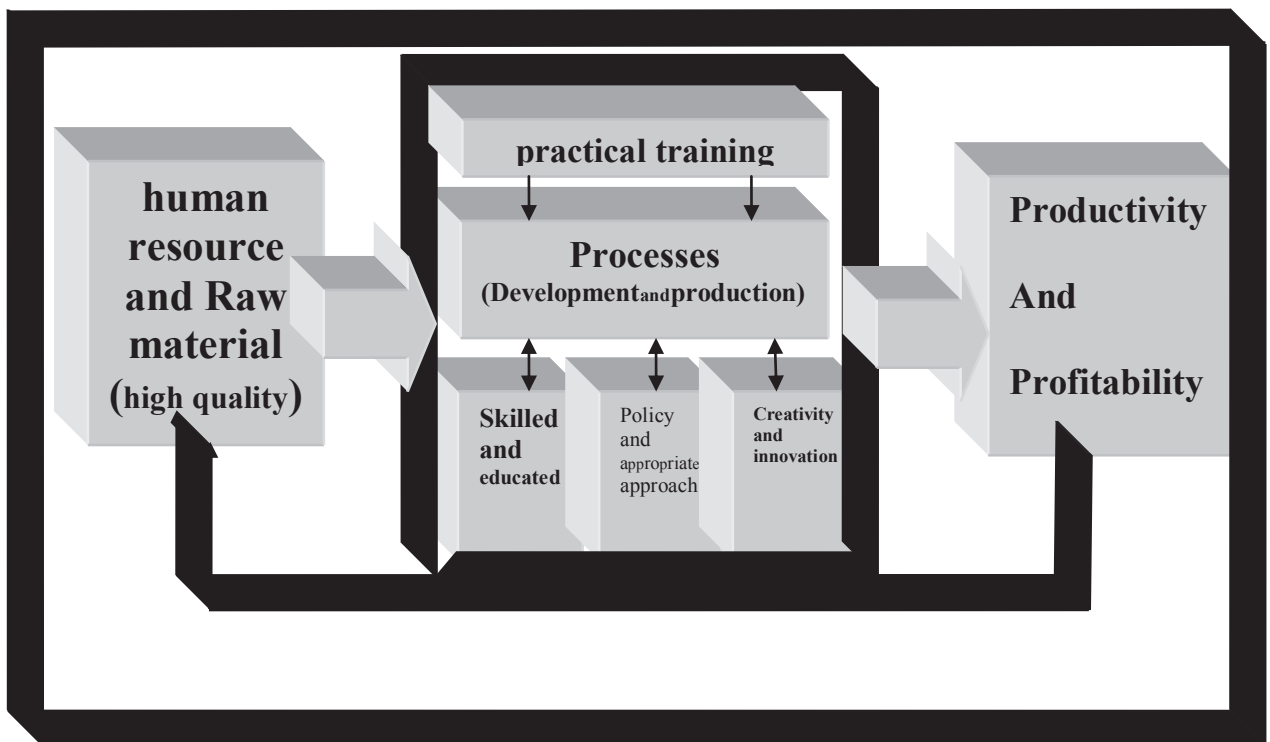 human
resource
and Raw
material
(high quality)
practical training
Processes
(Developmentandproduction)
Skilled
and
educated
Policy
and
appropriate
approach
Creativity
and
innovation
Productivity
And
Profitability